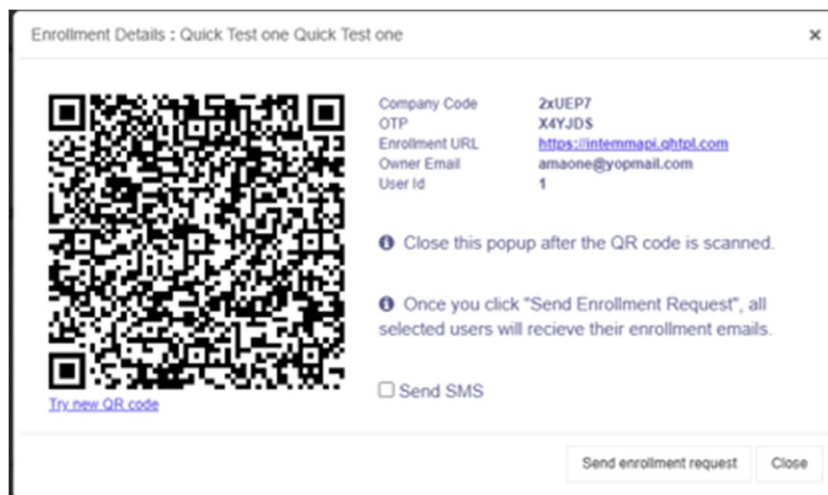 Enrollment Details : Quick Test one Quick Test one ×
Company Code 2xUEP7
OTP X4YJDS
Enrollment URL https://intemmapi.qhtpl.com
Owner Email amaone@yopmail.com
User Id 1
Close this popup after the QR code is scanned.
Once you click "Send Enrollment Request", all
selected users will recieve their enrollment emails.
Send SMS
Try new QR code
Send enrollment request Close